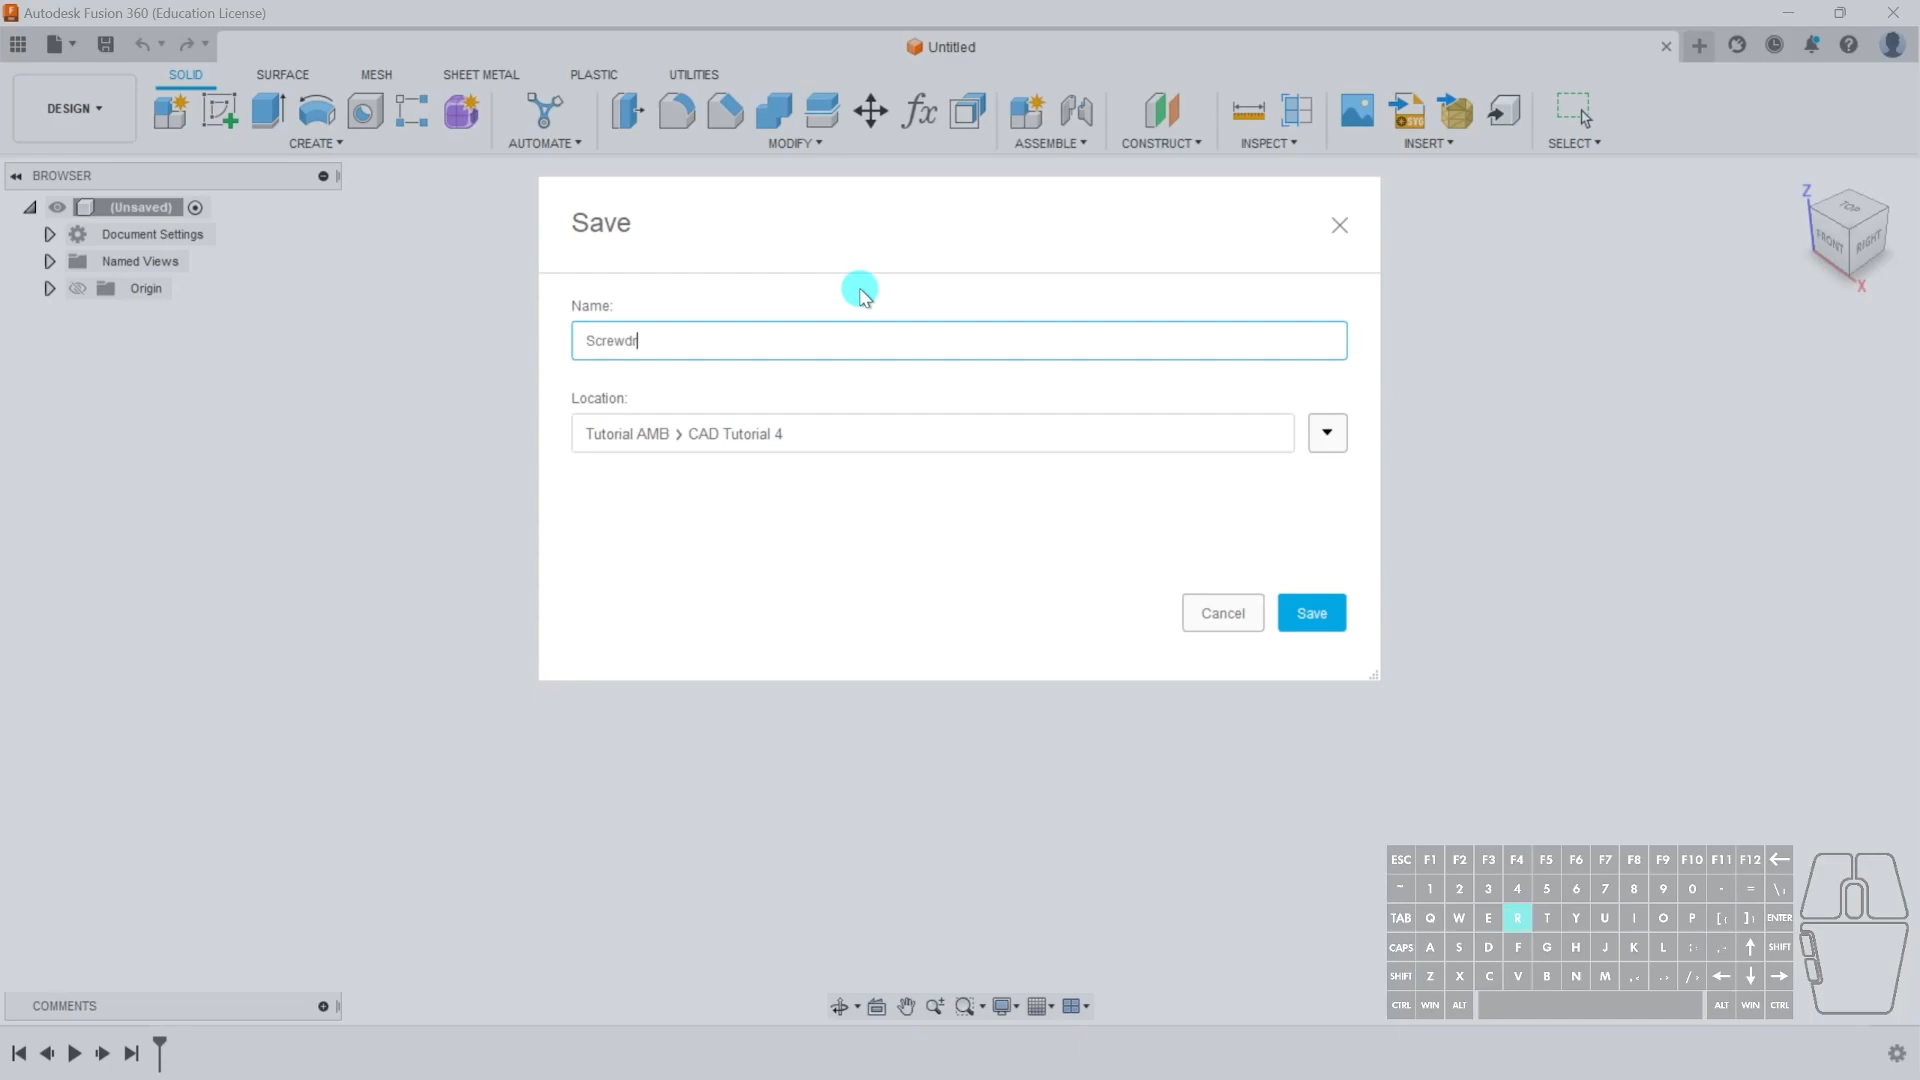 Autodesk Fusion 360 (Education License)
Untitled
SOLID SURFACE MESH SHEET METAL PLASTIC UTILITIES
DESIGN
CREATE AUTOMATE MODIFY ASSEMBLE CONSTRUCT INSPECT INSERT SELECT
BROWSER
(Unsaved)
Document Settings
Named Views
Origin
Z
TOP
FRONT
RIGHT
X
Save
Name:
Screwdr
Location:
Tutorial AMB > CAD Tutorial 4
Cancel
Save
ESC F1 F2 F3 F4 F5 F6 F7 F8 F9 F10 F11 F12
~ 1 2 3 4 5 6 7 8 9 0 - =
TAB Q W E R T Y U I O P [ ] ENTER
CAPS A S D F G H J K L SHIFT
SHIFT Z X C V B N M
CTRL WIN ALT ALT WIN CTRL
COMMENTS